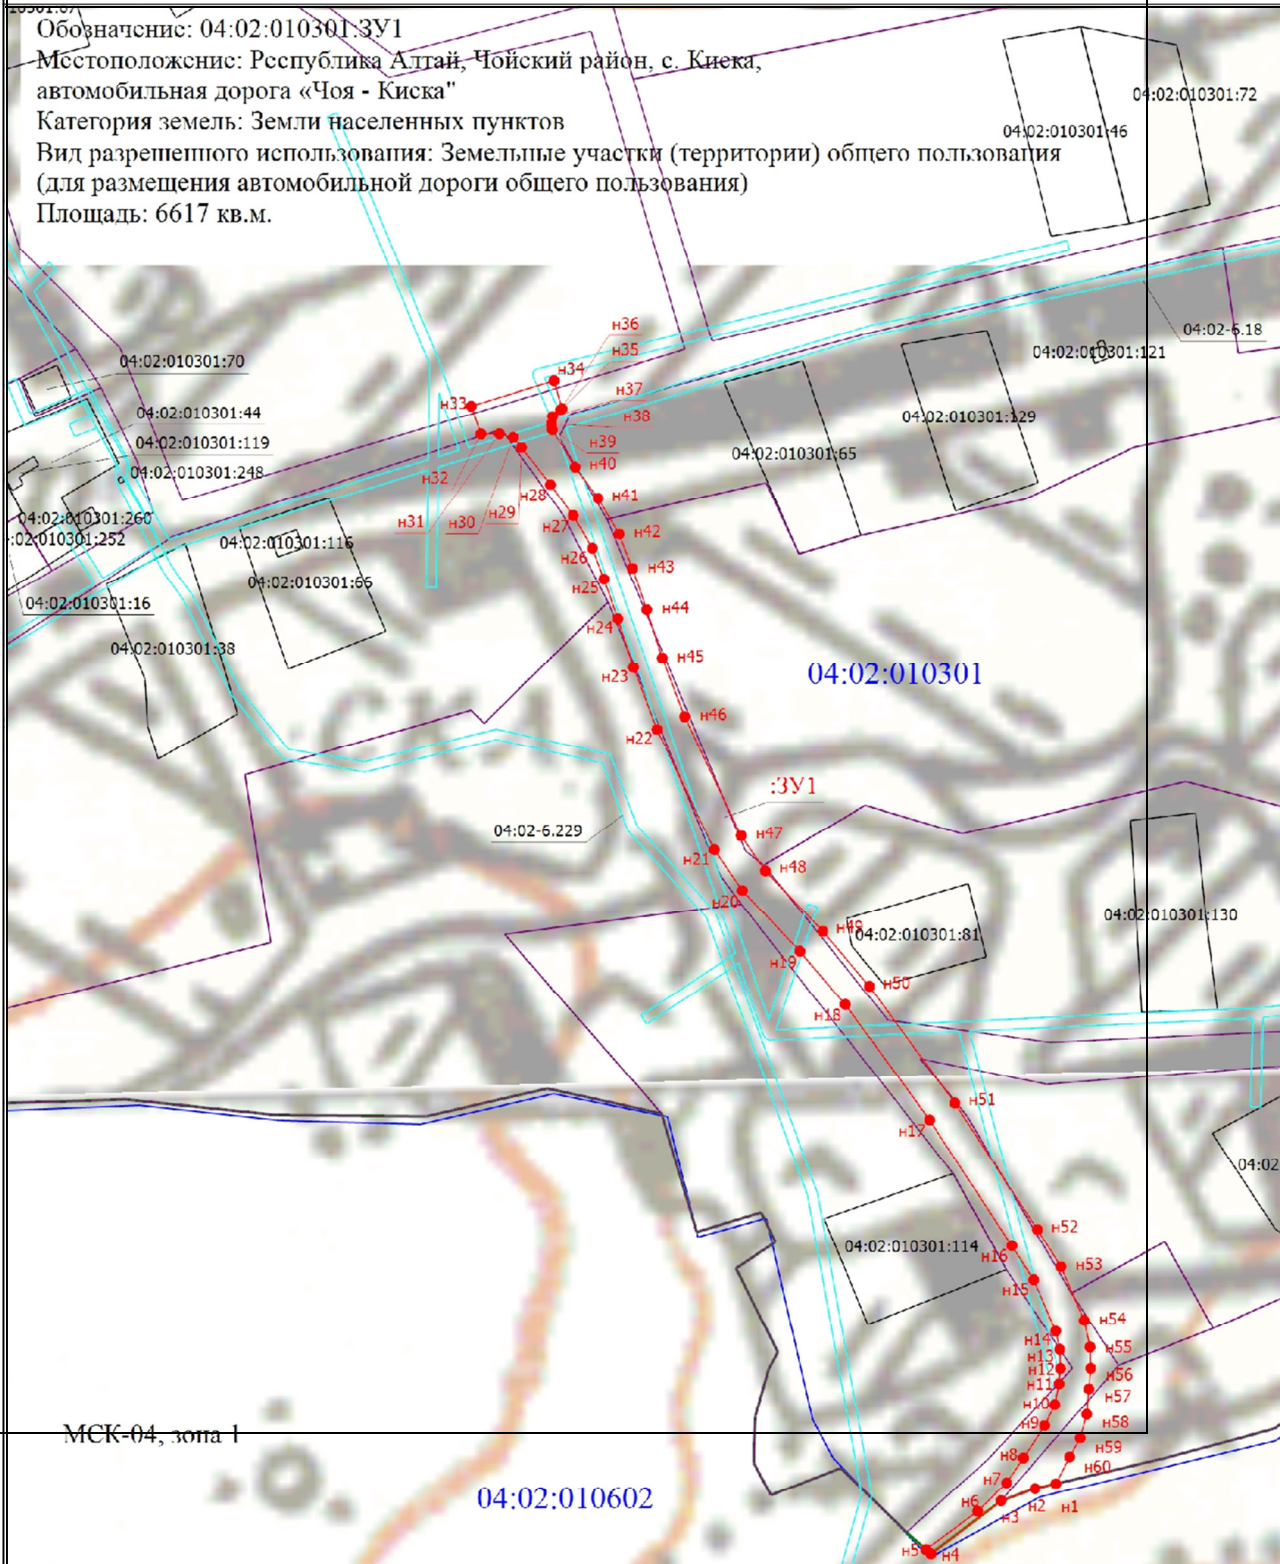 Обозначение: 04:02:010301:ЗУ1
Местоположение: Республика Алтай, Чойский район, с. Киска,
автомобильная дорога «Чоя - Киска"
Категория земель: Земли населенных пунктов
Вид разрешенного использования: Земельные участки (территории) общего пользования
(для размещения автомобильной дороги общего пользования)
Площадь: 6617 кв.м.
04:02:010301:72
04:02:010301:46
04:02-6.18
04:02:010301:121
04:02:010301:70
н36
н35
н34
н33
н37
н38
н39
04:02:010301:44
04:02:010301:119
04:02:010301:248
04:02:010301:129
04:02:010301:65
н40
н32
н41
н28
н29
н30
н31
н27
н42
04:02:010301:260
:02:010301:252
04:02:010301:116
н26
н43
04:02:010301:66
н25
04:02:010301:16
н44
н24
04:02:010301:38
н45
н23
04:02:010301
СКА
н46
н22
:ЗУ1
04:02-6.229
н21
н48
н20
04:02:010301:130
н49
04:02:010301:81
н19
н50
н18
н51
н17
04:02
н52
04:02:010301:114
н16
н53
н15
н54
н14
н55
н13
н12
н56
н11
н57
н10
н58
н9
МСК-04, зона 1
н59
н8
н60
н7
04:02:010602
н6
н3
н2
н1
н5
н4